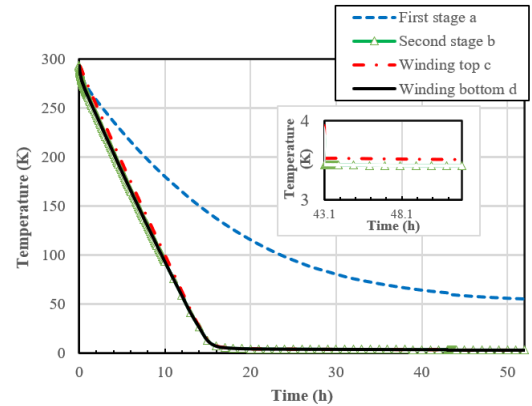 First stage a
Second stage b
Winding top c
Winding bottom d
300
250
200
150
100
50
0
Temperature (K)
0
10
20
30
40
50
Time (h)
4
3
Temperature
(K)
43.1
48.1
Time (h)